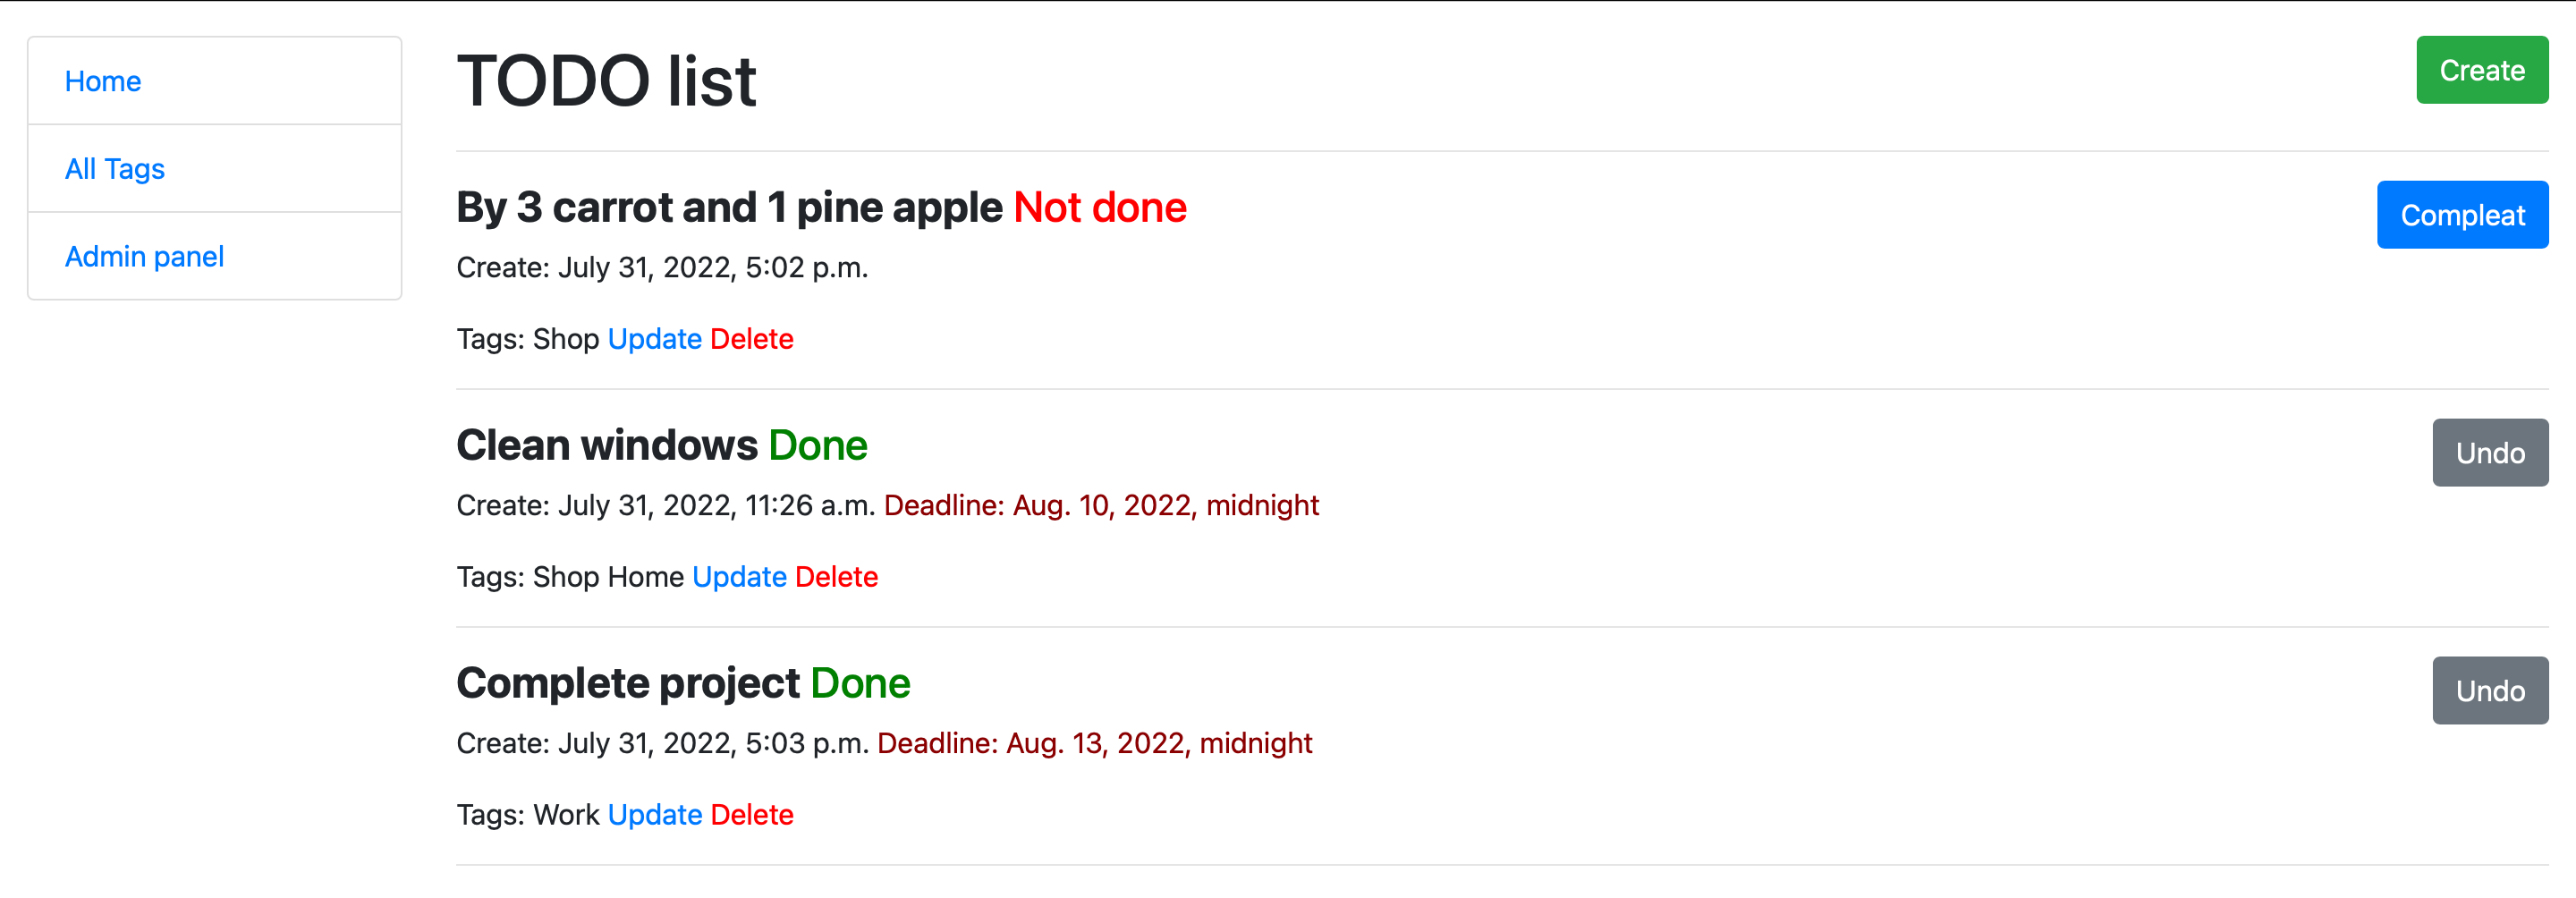 Home
All Tags
Admin panel
TODO list
Create
By 3 carrot and 1 pine apple Not done
Compleat
Create: July 31, 2022, 5:02 p.m.
Tags: Shop Update Delete
Clean windows Done
Undo
Create: July 31, 2022, 11:26 a.m. Deadline: Aug. 10, 2022, midnight
Tags: Shop Home Update Delete
Complete project Done
Undo
Create: July 31, 2022, 5:03 p.m. Deadline: Aug. 13, 2022, midnight
Tags: Work Update Delete